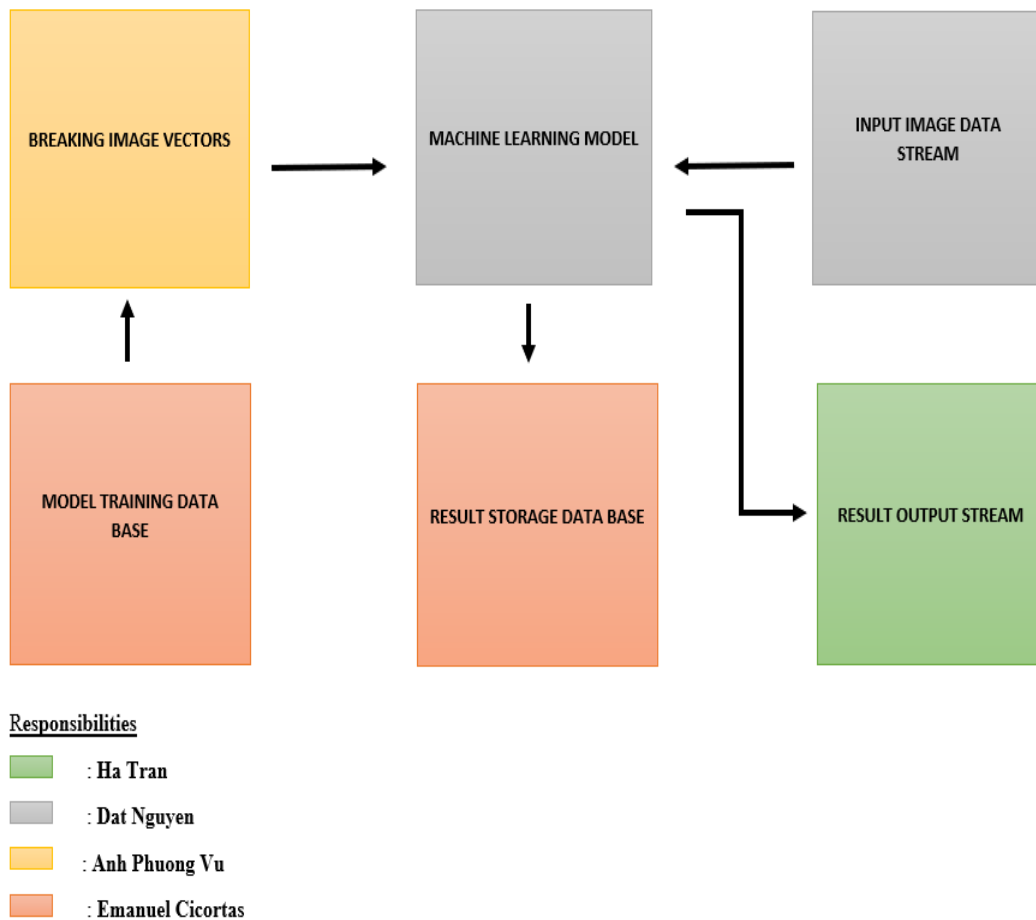 BREAKING IMAGE VECTORS
MACHINE LEARNING MODEL
INPUT IMAGE DATA
STREAM
MODEL TRAINING DATA
BASE
RESULT STORAGE DATA BASE
RESULT OUTPUT STREAM
Responsibilities
: Ha Tran
: Dat Nguyen
: Anh Phuong Vu
: Emanuel Cicortas